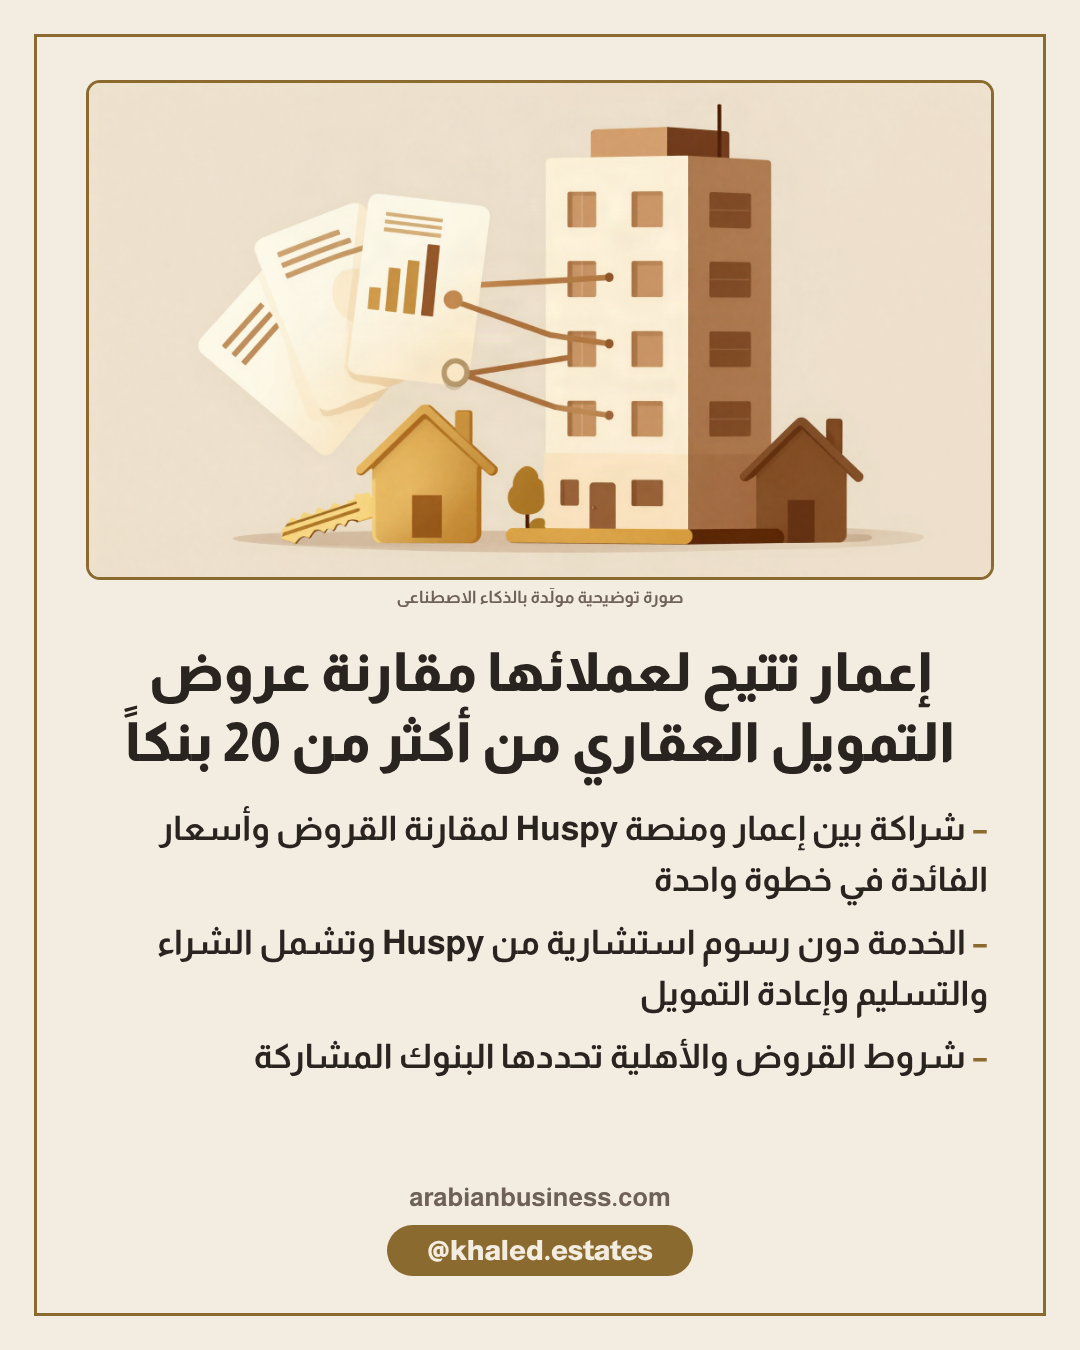 صورة توضيحية مولّدة بالذكاء الاصطناعي
إعمار تتيح لعملائها مقارنة عروض
التمويل العقاري من أكثر من 20 بنكاً
– شراكة بين إعمار ومنصة Huspy لمقارنة القروض وأسعار
الفائدة في خطوة واحدة
– الخدمة دون رسوم استشارية من Huspy وتشمل الشراء
والتسليم وإعادة التمويل
– شروط القروض والأهلية تحددها البنوك المشاركة
arabianbusiness.com
@khaled.estates